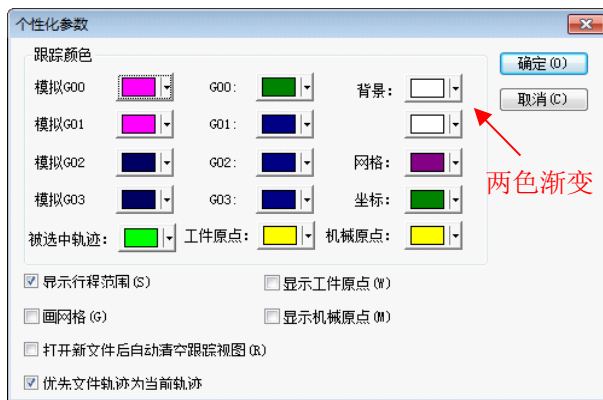 个性化参数
跟踪颜色
确定(O)
模拟G00 G00: 背景:
取消(C)
模拟G01 G01:
模拟G02 G02: 网格:
两色渐变
模拟G03 G03: 坐标:
被选中轨迹: 工件原点: 机械原点:
显示行程范围(S) 显示工件原点(W)
画网格(G) 显示机械原点(M)
打开新文件后自动清空跟踪视图(R)
优先文件轨迹为当前轨迹